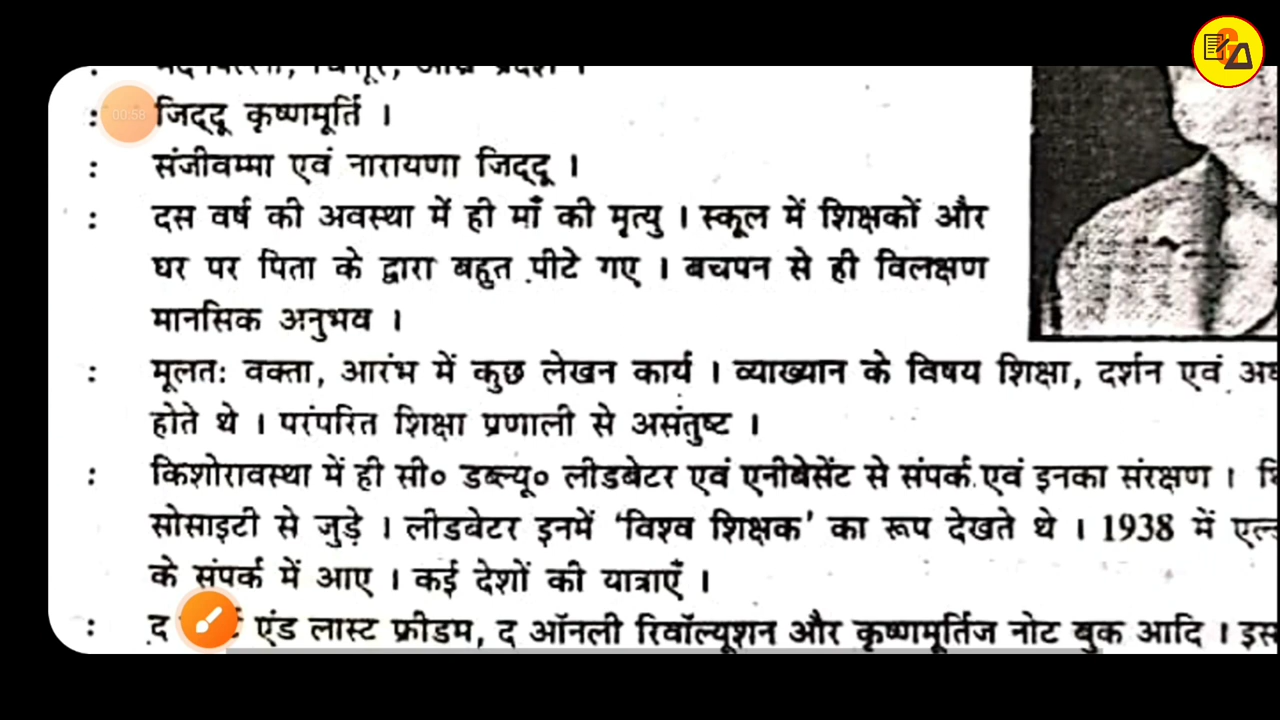 : जिद्दू कृष्णमूर्ति ।
: संजीवम्मा एवं नारायणा जिद्दू ।
: दस वर्ष की अवस्था में ही माँ की मृत्यु । स्कूल में शिक्षकों और
घर पर पिता के द्वारा बहुत पीटे गए । बचपन से ही विलक्षण
मानसिक अनुभव ।
: मूलतः वक्ता, आरंभ में कुछ लेखन कार्य । व्याख्यान के विषय शिक्षा, दर्शन एवं
होते थे । परंपरित शिक्षा प्रणाली से असंतुष्ट ।
: किशोरावस्था में ही सी० डब्ल्यू० लीडबेटर एवं एनीबेसेंट से संपर्क एवं इनका संरक्षण ।
सोसाइटी से जुड़े । लीडबेटर इनमें 'विश्व शिक्षक' का रूप देखते थे । 1938 में
के संपर्क में आए । कई देशों की यात्राएँ ।
: द एंड लास्ट फ्रीडम, द ऑनली रिवॉल्यूशन और कृष्णमूर्तिज नोट बुक आदि ।
00:58